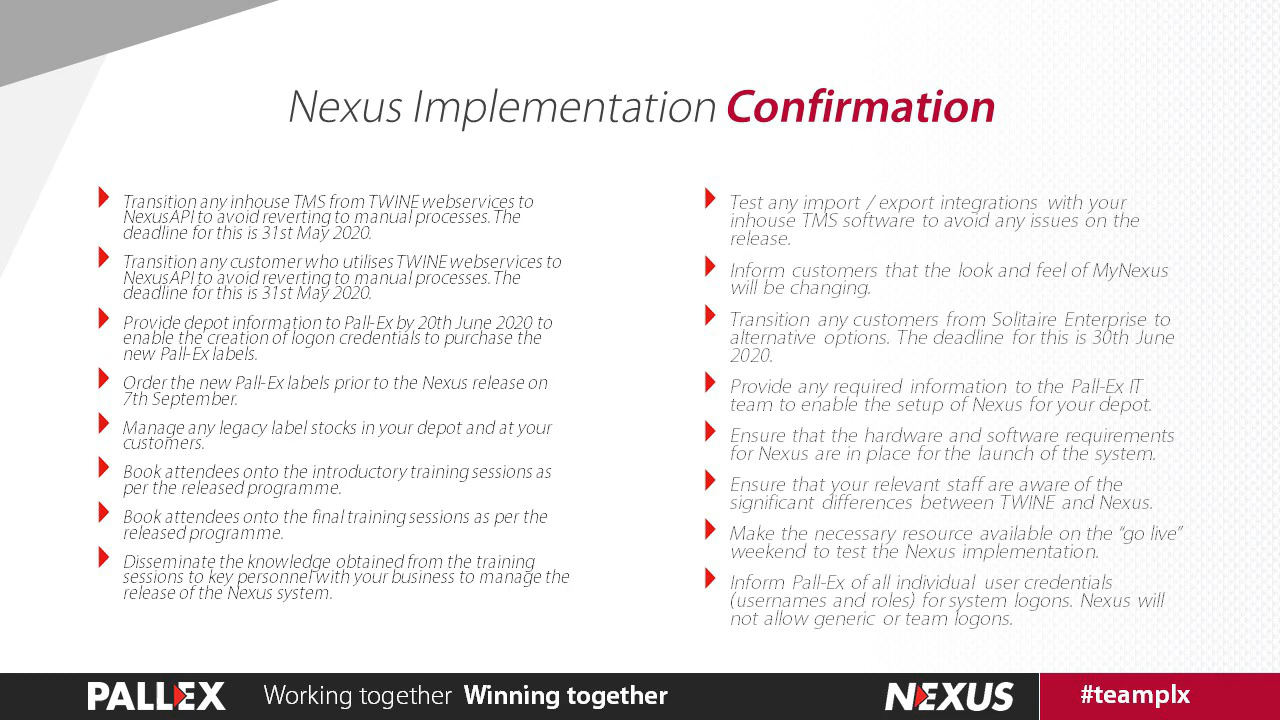 Nexus Implementation Confirmation
Transition any inhouse TMS from TWINE webservices to
NexusAPI to avoid reverting to manual processes. The
deadline for this is 31st May 2020.
Transition any customer who utilises TWINE webservices to
NexusAPI to avoid reverting to manual processes. The
deadline for this is 31st May 2020.
Provide depot information to Pall-Ex by 20th June 2020 to
enable the creation of logon credentials to purchase the
new Pall-Ex labels.
Order the new Pall-Ex labels prior to the Nexus release on
7th September.
Manage any legacy label stocks in your depot and at your
customers.
Book attendees onto the introductory training sessions as
per the released programme.
Book attendees onto the final training sessions as per the
released programme.
Disseminate the knowledge obtained from the training
sessions to key personnel with your business to manage the
release of the Nexus system.
Test any import / export integrations with your
inhouse TMS software to avoid any issues on the
release.
Inform customers that the look and feel of MyNexus
will be changing.
Transition any customers from Solitaire Enterprise to
alternative options. The deadline for this is 30th June
2020.
Provide any required information to the Pall-Ex IT
team to enable the setup of Nexus for your depot.
Ensure that the hardware and software requirements
for Nexus are in place for the launch of the system.
Ensure that your relevant staff are aware of the
significant differences between TWINE and Nexus.
Make the necessary resource available on the “go live”
weekend to test the Nexus implementation.
Inform Pall-Ex of all individual user credentials
(usernames and roles) for system logons. Nexus will
not allow generic or team logons.
PALLEX Working together Winning together NEXUS #teamplx